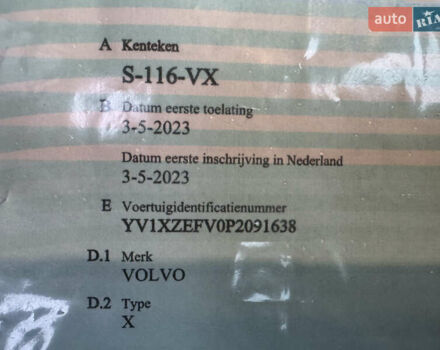 auto RIA
A Kenteken
S-116-VX
B Datum eerste toelating
3-5-2023
Datum eerste inschrijving in Nederland
3-5-2023
E Voertuigidentificatienummer
YV1XZEFV0P2091638
D.1 Merk
VOLVO
D.2 Type
X